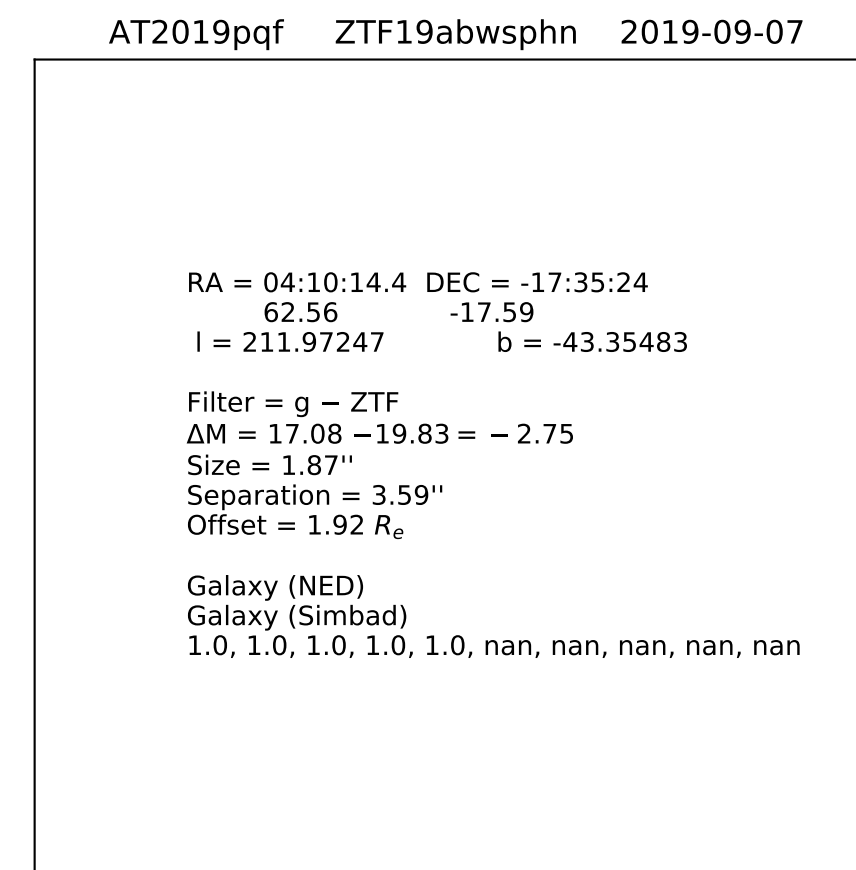 AT2019pqf ZTF19abwsphn 2019-09-07
RA = 04:10:14.4 DEC = -17:35:24
62.56 -17.59
l = 211.97247 b = -43.35483
Filter = g − ZTF
ΔM = 17.08 −19.83 = − 2.75
Size = 1.87''
Separation = 3.59''
Offset = 1.92 Re
Galaxy (NED)
Galaxy (Simbad)
1.0, 1.0, 1.0, 1.0, 1.0, nan, nan, nan, nan, nan